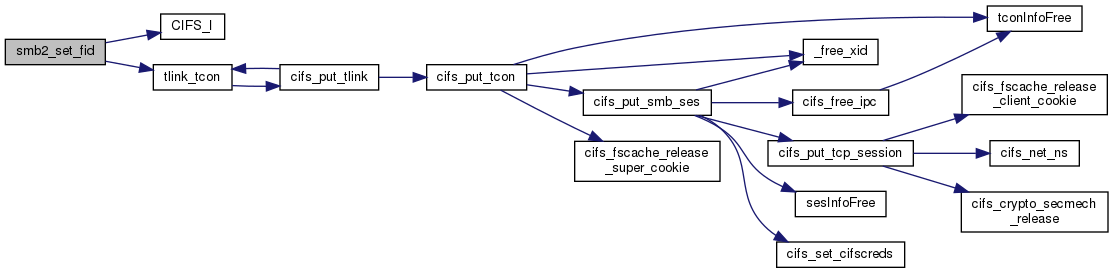 smb2_set_fid
CIFS_I
tlink_tcon
cifs_put_tlink
cifs_put_tcon
tconInfoFree
_free_xid
cifs_put_smb_ses
cifs_free_ipc
cifs_fscache_release
_super_cookie
cifs_put_tcp_session
cifs_fscache_release
_client_cookie
cifs_net_ns
cifs_crypto_secmech
_release
sesInfoFree
cifs_set_cifscreds